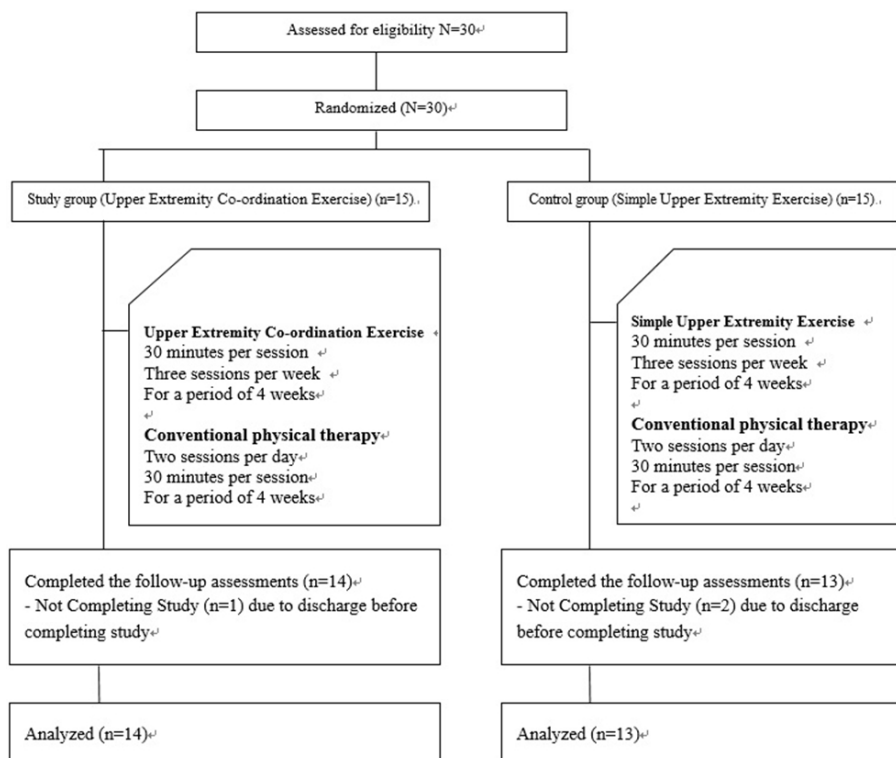 Assessed for eligibility N=30↵
Randomized (N=30)↵
Study group (Upper Extremity Co-ordination Exercise) (n=15).
Control group (Simple Upper Extremity Exercise) (n=15).
Upper Extremity Co-ordination Exercise ↵
30 minutes per session ↵
Three sessions per week ↵
For a period of 4 weeks↵
↵
Conventional physical therapy↵
Two sessions per day↵
30 minutes per session↵
For a period of 4 weeks↵
Simple Upper Extremity Exercise ↵
30 minutes per session ↵
Three sessions per week ↵
For a period of 4 weeks↵
↵
Conventional physical therapy↵
Two sessions per day↵
30 minutes per session↵
For a period of 4 weeks↵
↵
Completed the follow-up assessments (n=14)↵
- Not Completing Study (n=1) due to discharge before
completing study↵
Completed the follow-up assessments (n=13)↵
- Not Completing Study (n=2) due to discharge
before completing study↵
Analyzed (n=14)↵
Analyzed (n=13)↵